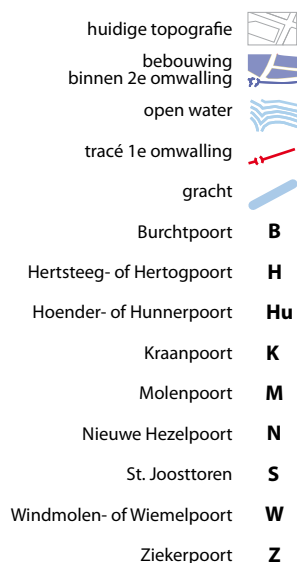 huidige topografie
bebouwing
binnen 2e omwalling
open water
tracé 1e omwalling
gracht
Burchtpoort B
Hertsteeg- of Hertogpoort H
Hoender- of Hunnerpoort Hu
Kraanpoort K
Molenpoort M
Nieuwe Hezelpoort N
St. Joosttoren S
Windmolen- of Wiemelpoort W
Ziekerpoort Z